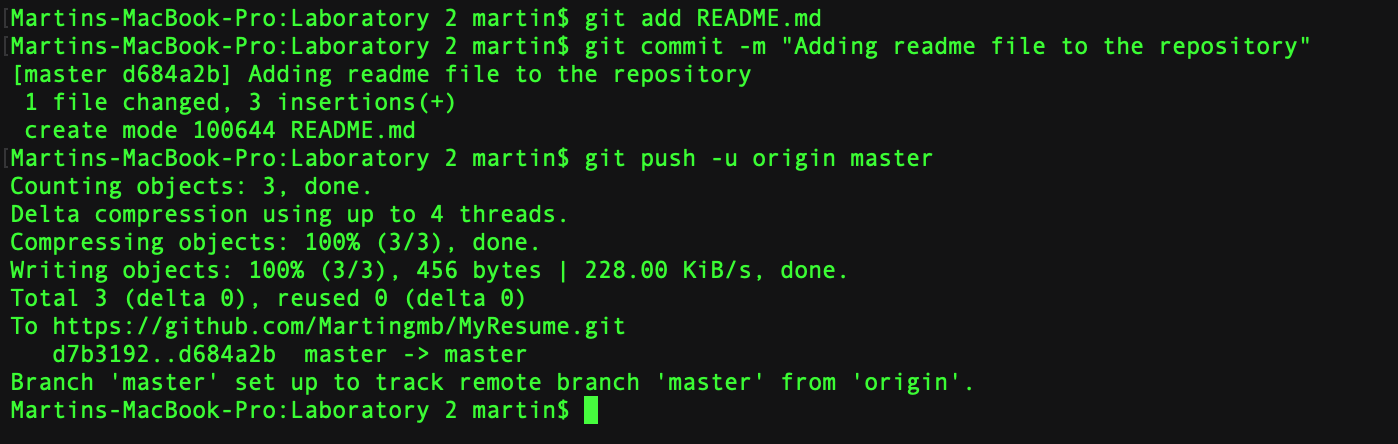 Martins-MacBook-Pro:Laboratory 2 martin$ git add README.md
Martins-MacBook-Pro:Laboratory 2 martin$ git commit -m "Adding readme file to the repository"
[master d684a2b] Adding readme file to the repository
 1 file changed, 3 insertions(+)
 create mode 100644 README.md
Martins-MacBook-Pro:Laboratory 2 martin$ git push -u origin master
Counting objects: 3, done.
Delta compression using up to 4 threads.
Compressing objects: 100% (3/3), done.
Writing objects: 100% (3/3), 456 bytes | 228.00 KiB/s, done.
Total 3 (delta 0), reused 0 (delta 0)
To https://github.com/Martingmb/MyResume.git
   d7b3192..d684a2b  master -> master
Branch 'master' set up to track remote branch 'master' from 'origin'.
Martins-MacBook-Pro:Laboratory 2 martin$